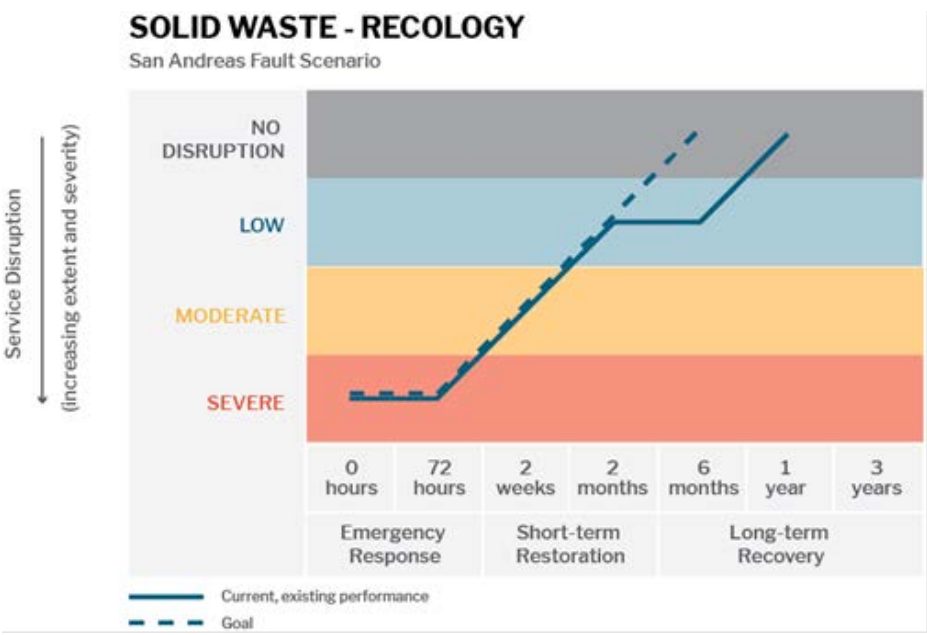 SOLID WASTE - RECOLOGY
San Andreas Fault Scenario
Service Disruption
(increasing extent and severity)
NO
DISRUPTION
LOW
MODERATE
SEVERE
0
hours
72
hours
2
weeks
2
months
6
months
1
year
3
years
Emergency
Response
Short-term
Restoration
Long-term
Recovery
Current, existing performance
Goal